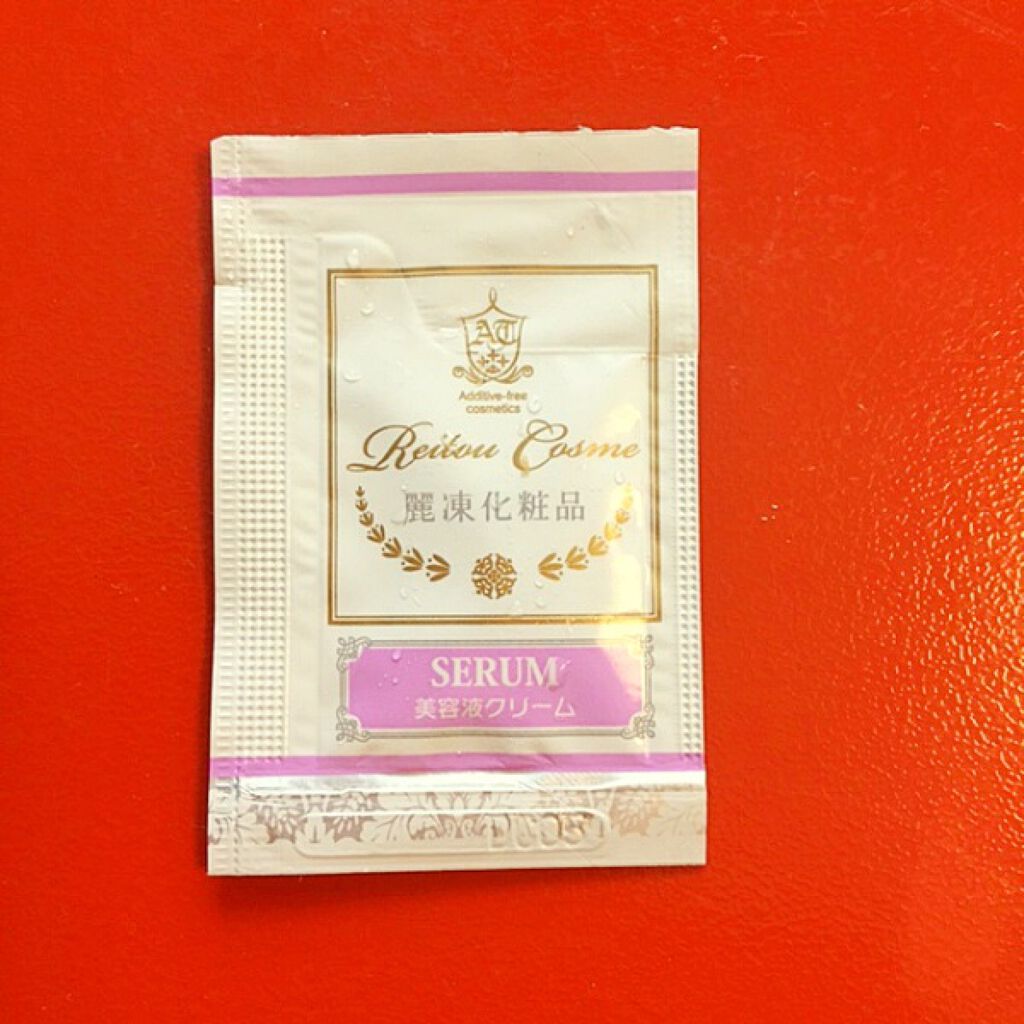 AT
Additive-free
cosmetics
Reitou Cosme
麗凍化粧品
SERUM
美容液クリーム